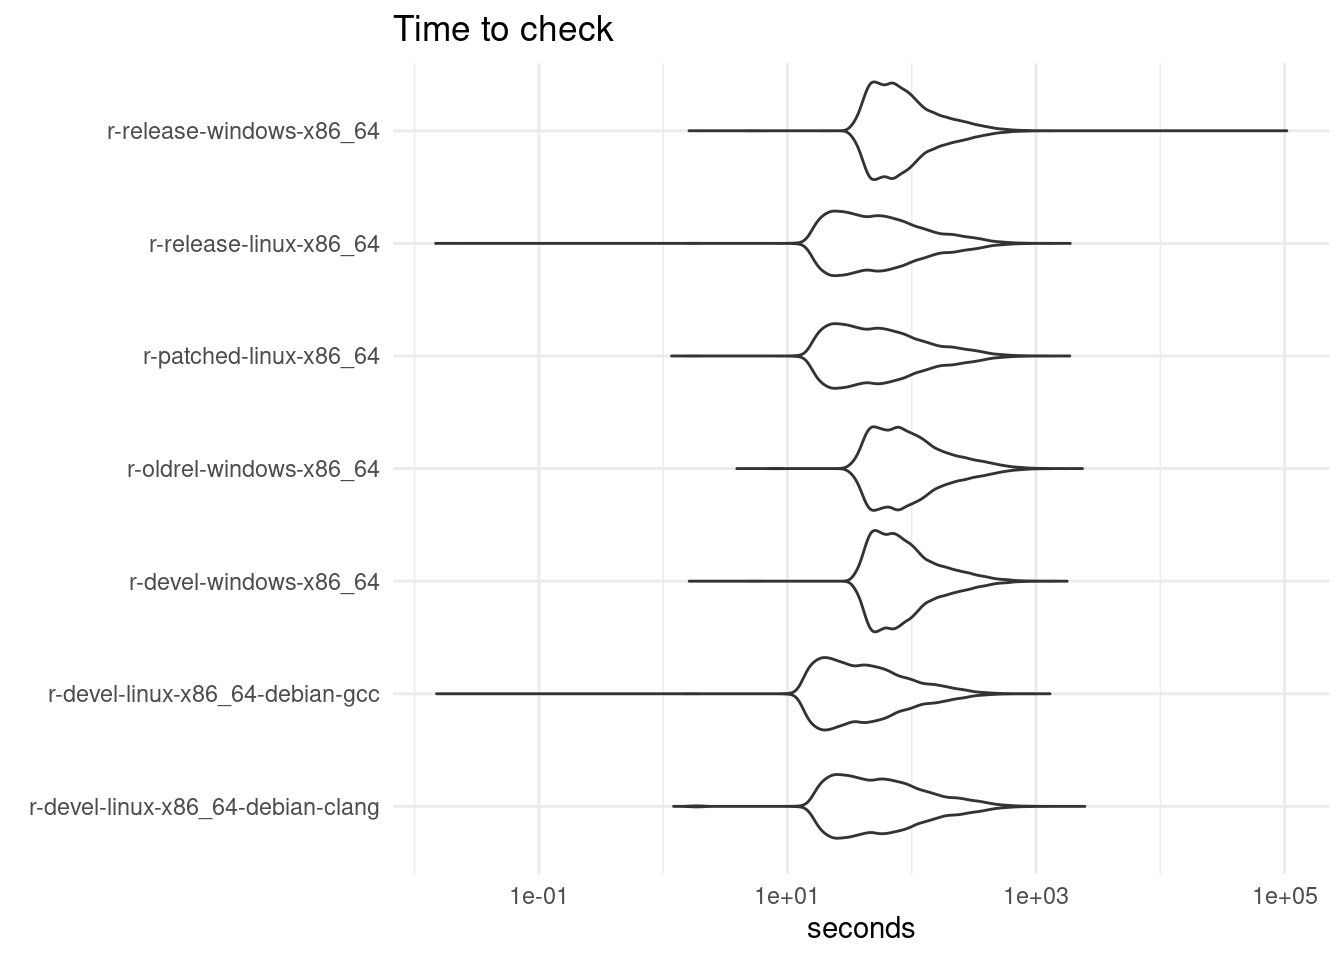 Time to check
r-release-windows-x86_64
r-release-linux-x86_64
r-patched-linux-x86_64
r-oldrel-windows-x86_64
r-devel-windows-x86_64
r-devel-linux-x86_64-debian-gcc
r-devel-linux-x86_64-debian-clang
1e-01 1e+01 1e+03 1e+05
seconds